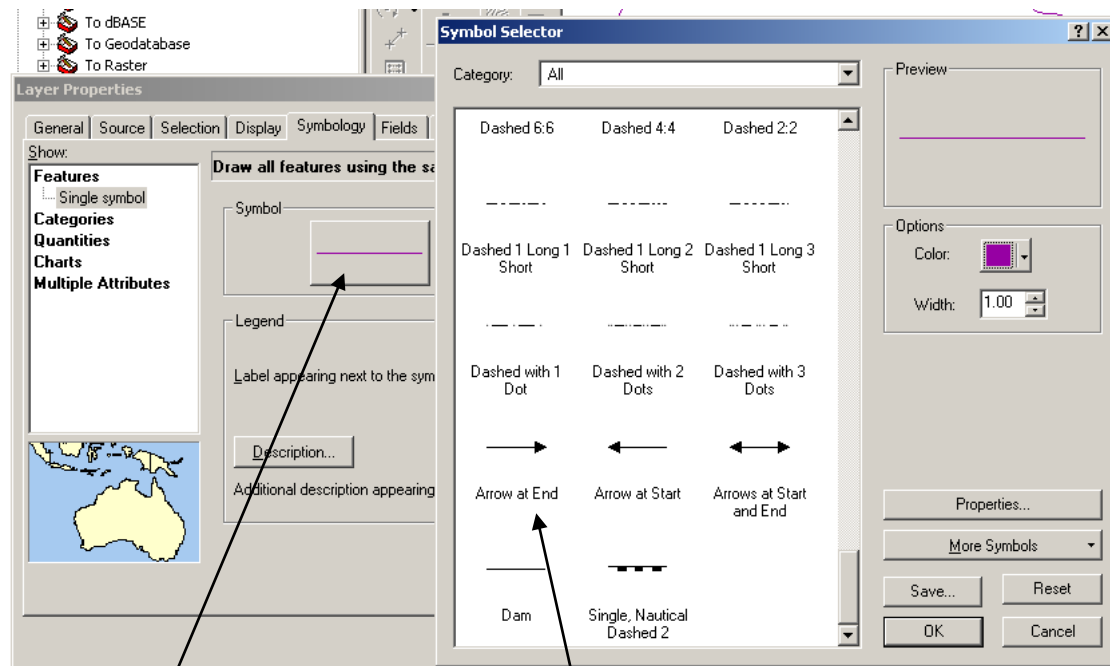 To dBASE
To Geodatabase
To Raster
Layer Properties
General
Source
Selection
Display
Symbology
Fields
Show:
Features
Single symbol
Categories
Quantities
Charts
Multiple Attributes
Draw all features using the sa
Symbol
Legend
Label appearing next to the sym
Description...
Additional description appearing
Symbol Selector
Category:
All
Dashed 6:6
Dashed 4:4
Dashed 2:2
Dashed 1 Long 1
Short
Dashed 1 Long 2
Short
Dashed 1 Long 3
Short
Dashed with 1
Dot
Dashed with 2
Dots
Dashed with 3
Dots
Arrow at End
Arrow at Start
Arrows at Start
and End
Dam
Single, Nautical
Dashed 2
Preview
Options
Color:
Width:
1.00
Properties...
More Symbols
Save...
Reset
OK
Cancel